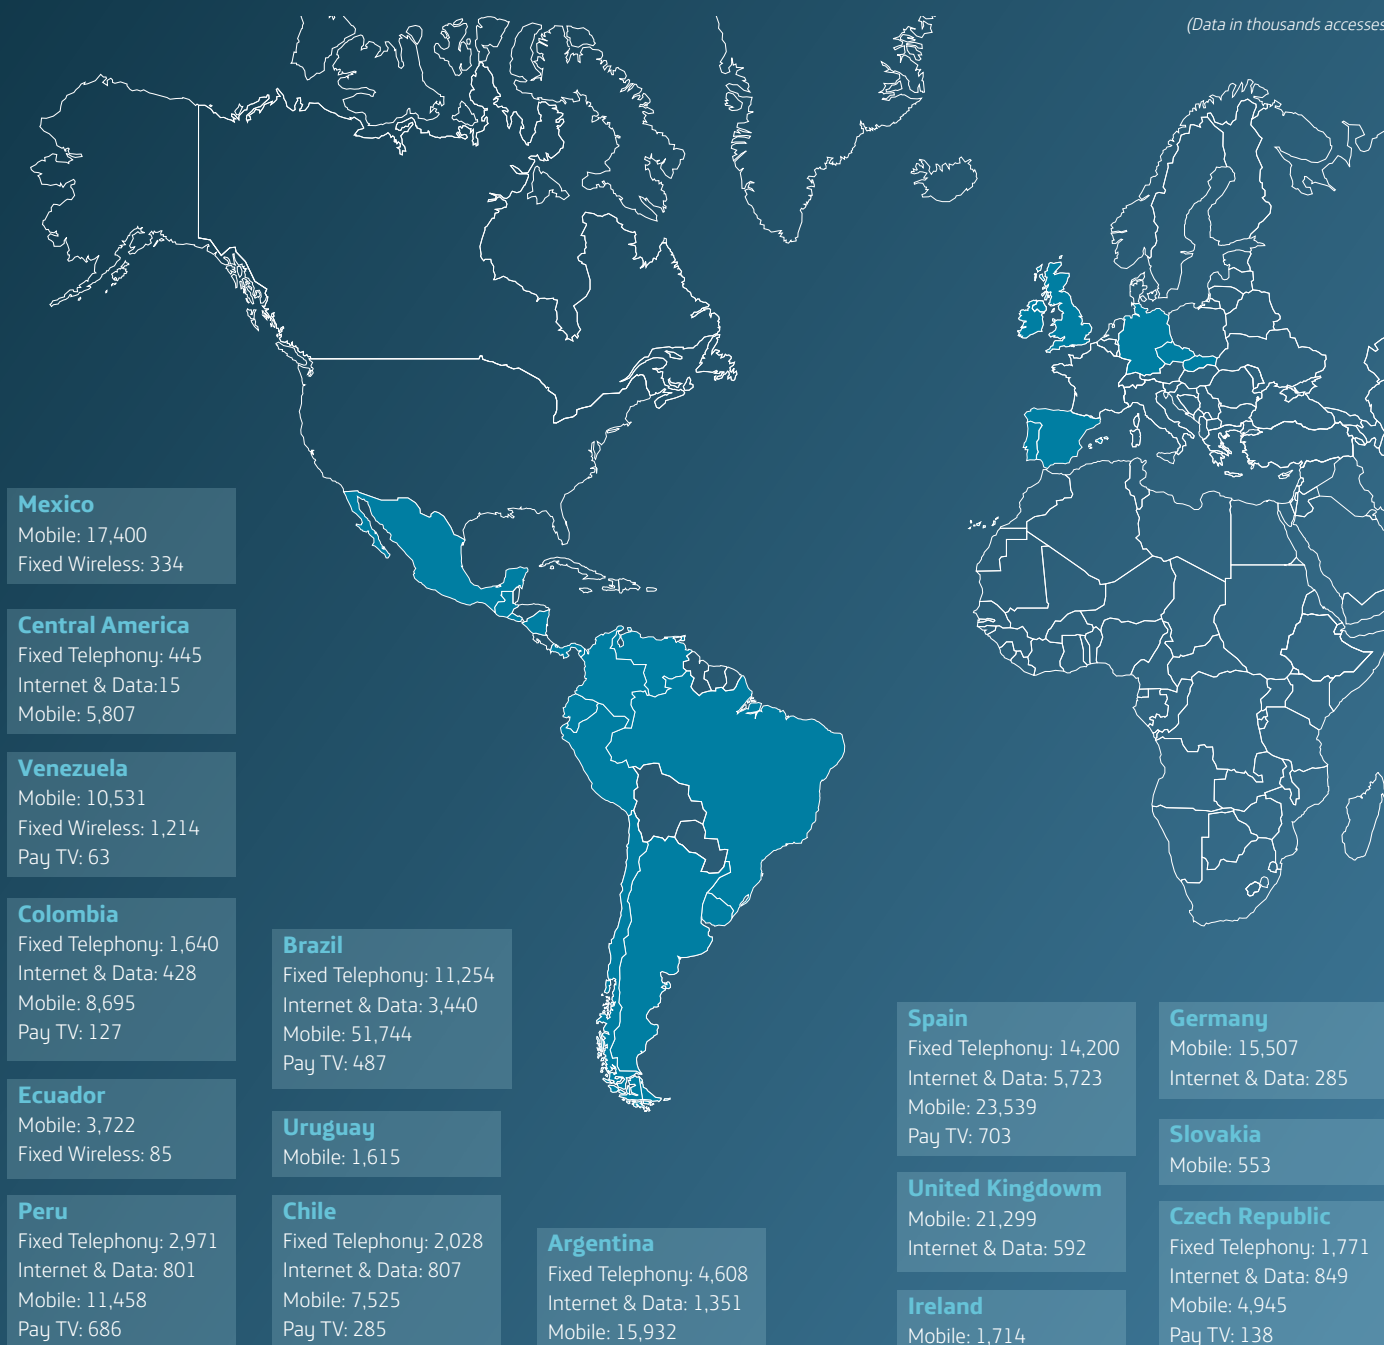 (Data in thousands accesses
Mexico
Mobile: 17,400
Fixed Wireless: 334
Central America
Fixed Telephony: 445
Internet & Data:15
Mobile: 5,807
Venezuela
Mobile: 10,531
Fixed Wireless: 1,214
Pay TV: 63
Colombia
Fixed Telephony: 1,640
Internet & Data: 428
Mobile: 8,695
Pay TV: 127
Ecuador
Mobile: 3,722
Fixed Wireless: 85
Peru
Fixed Telephony: 2,971
Internet & Data: 801
Mobile: 11,458
Pay TV: 686
Brazil
Fixed Telephony: 11,254
Internet & Data: 3,440
Mobile: 51,744
Pay TV: 487
Uruguay
Mobile: 1,615
Chile
Fixed Telephony: 2,028
Internet & Data: 807
Mobile: 7,525
Pay TV: 285
Argentina
Fixed Telephony: 4,608
Internet & Data: 1,351
Mobile: 15,932
Spain
Fixed Telephony: 14,200
Internet & Data: 5,723
Mobile: 23,539
Pay TV: 703
United Kingdowm
Mobile: 21,299
Internet & Data: 592
Ireland
Mobile: 1,714
Germany
Mobile: 15,507
Internet & Data: 285
Slovakia
Mobile: 553
Czech Republic
Fixed Telephony: 1,771
Internet & Data: 849
Mobile: 4,945
Pay TV: 138